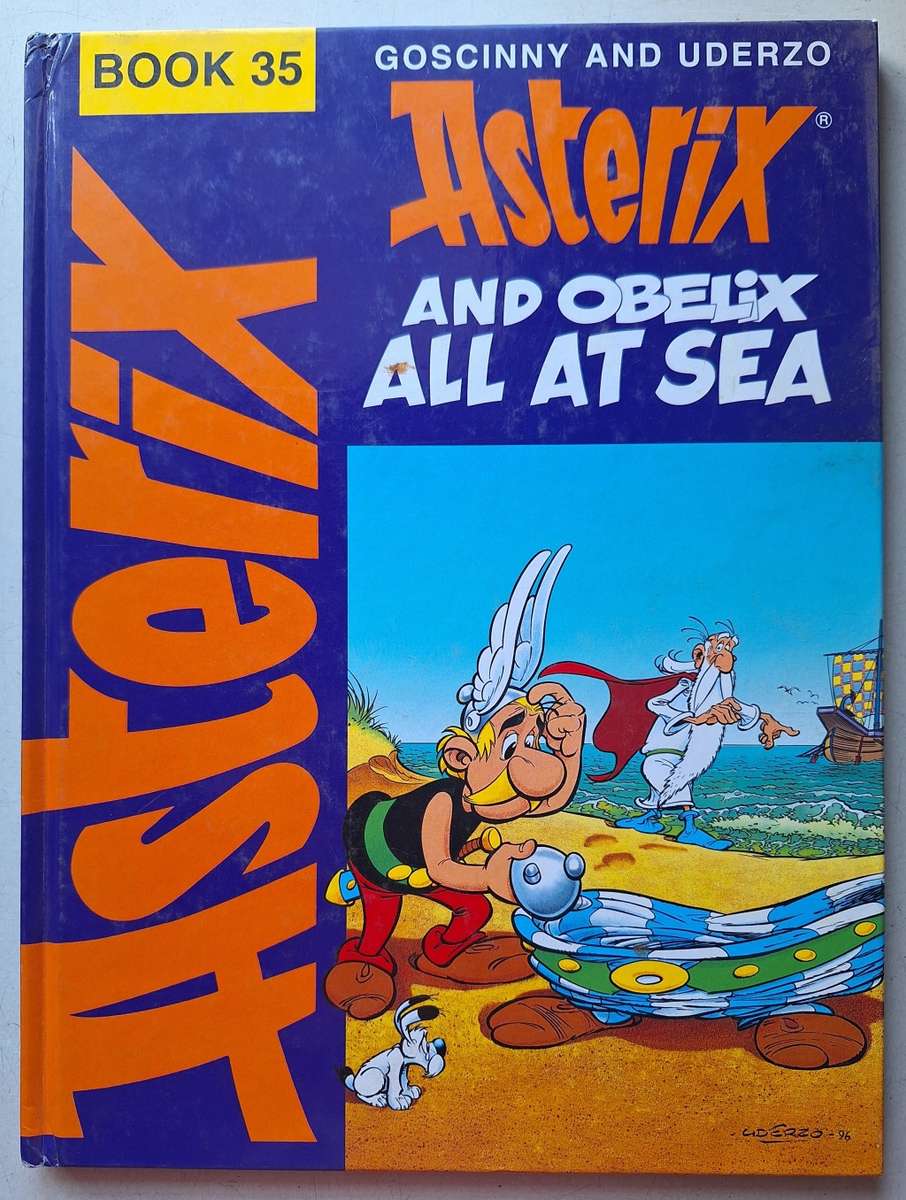 BOOK 35
GOSCINNY AND UDERZO
Asterix®
AND OBELIX
ALL AT SEA
Asterix
-UDERZO-96